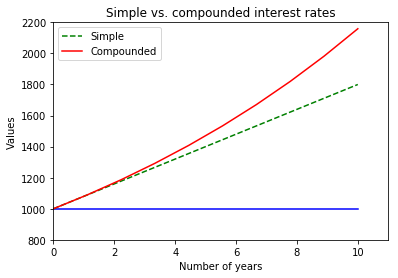 Simple vs. compounded interest rates
2200
2000
1800
1600
1400
1200
1000
800
Values
Simple
Compounded
0
2
4
6
8
10
Number of years